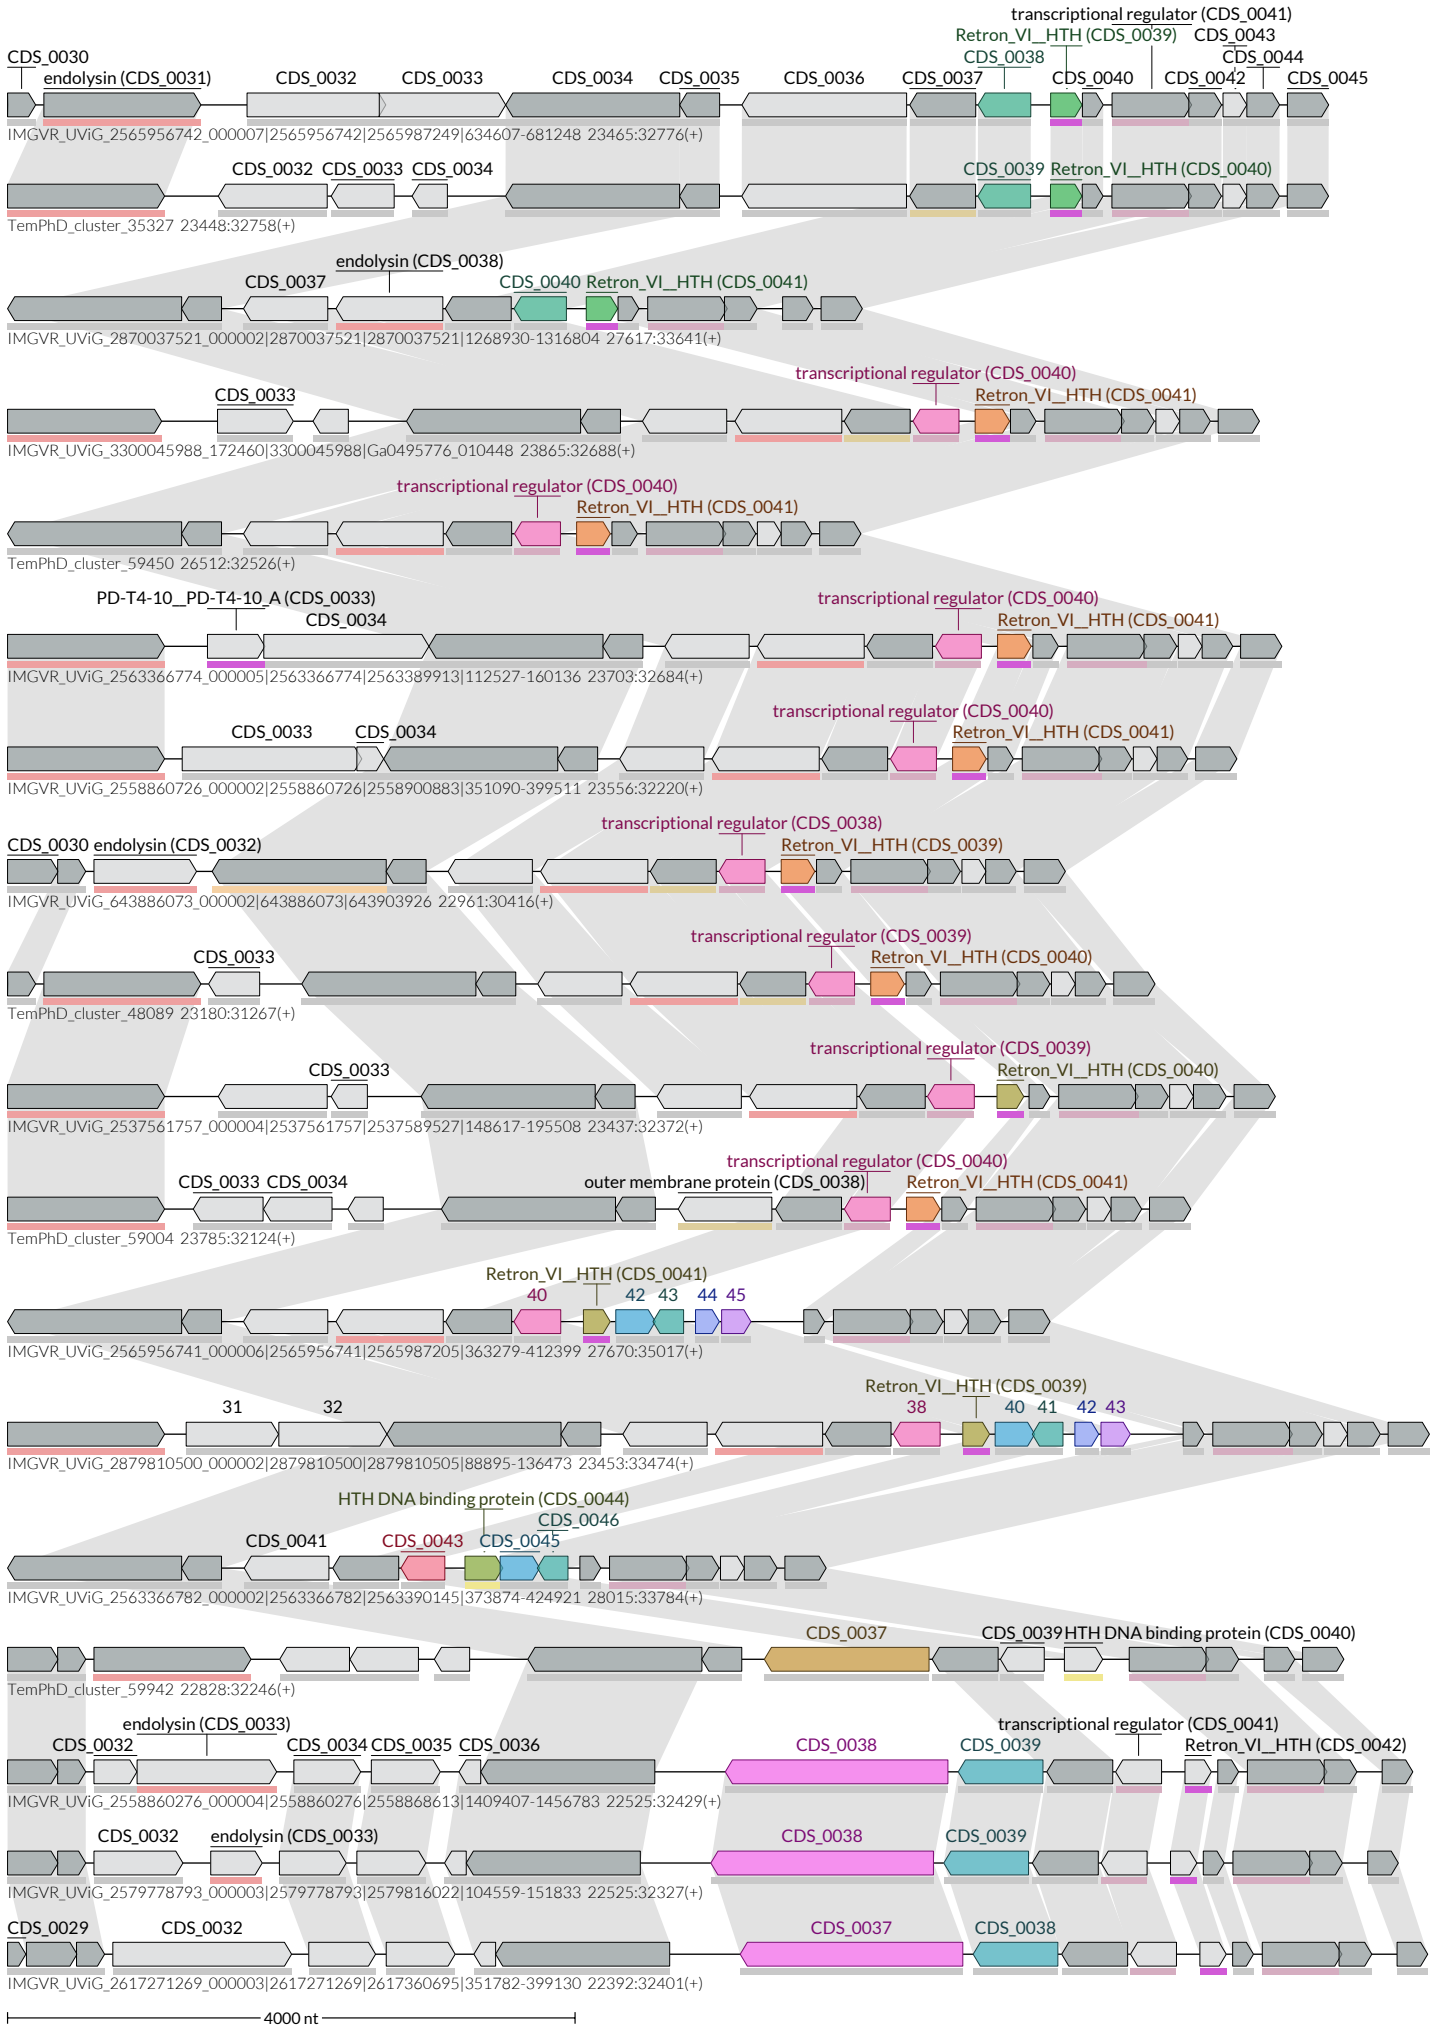 transcriptional regulator (CDS_0041)
Retron_VI__HTH (CDS_0039) CDS_0043
CDS_0030 CDS_0038 CDS_0044
endolysin (CDS_0031) CDS_0032 CDS_0033 CDS_0034 CDS_0035 CDS_0036 CDS_0037 CDS_0040 CDS_0042 CDS_0045
IMGVR_UViG_2565956742_000007|2565956742|2565987249|634607-681248 23465:32776(+)
CDS_0032 CDS_0033 CDS_0034 CDS_0039 Retron_VI__HTH (CDS_0040)
TemPhD_cluster_35327 23448:32758(+)
endolysin (CDS_0038)
CDS_0037 CDS_0040 Retron_VI__HTH (CDS_0041)
IMGVR_UViG_2870037521_000002|2870037521|2870037521|1268930-1316804 27617:33641(+)
transcriptional regulator (CDS_0040)
CDS_0033 Retron_VI__HTH (CDS_0041)
IMGVR_UViG_3300045988_172460|3300045988|Ga0495776_010448 23865:32688(+)
transcriptional regulator (CDS_0040)
Retron_VI__HTH (CDS_0041)
TemPhD_cluster_59450 26512:32526(+)
PD-T4-10__PD-T4-10_A (CDS_0033) transcriptional regulator (CDS_0040)
CDS_0034 Retron_VI__HTH (CDS_0041)
IMGVR_UViG_2563366774_000005|2563366774|2563389913|112527-160136 23703:32684(+)
transcriptional regulator (CDS_0040)
CDS_0033 CDS_0034 Retron_VI__HTH (CDS_0041)
IMGVR_UViG_2558860726_000002|2558860726|2558900883|351090-399511 23556:32220(+)
transcriptional regulator (CDS_0038)
CDS_0030 endolysin (CDS_0032) Retron_VI__HTH (CDS_0039)
IMGVR_UViG_643886073_000002|643886073|643903926 22961:30416(+)
transcriptional regulator (CDS_0039)
CDS_0033 Retron_VI__HTH (CDS_0040)
TemPhD_cluster_48089 23180:31267(+)
transcriptional regulator (CDS_0039)
CDS_0033 Retron_VI__HTH (CDS_0040)
IMGVR_UViG_2537561757_000004|2537561757|2537589527|148617-195508 23437:32372(+)
transcriptional regulator (CDS_0040)
CDS_0033 CDS_0034 outer membrane protein (CDS_0038) Retron_VI__HTH (CDS_0041)
TemPhD_cluster_59004 23785:32124(+)
Retron_VI__HTH (CDS_0041)
40 42 43 44 45
IMGVR_UViG_2565956741_000006|2565956741|2565987205|363279-412399 27670:35017(+)
Retron_VI__HTH (CDS_0039)
31 32 38 40 41 42 43
IMGVR_UViG_2879810500_000002|2879810500|2879810505|88895-136473 23453:33474(+)
HTH DNA binding protein (CDS_0044)
CDS_0046
CDS_0041 CDS_0043 CDS_0045
IMGVR_UViG_2563366782_000002|2563366782|2563390145|373874-424921 28015:33784(+)
CDS_0037 CDS_0039 HTH DNA binding protein (CDS_0040)
TemPhD_cluster_59942 22828:32246(+)
endolysin (CDS_0033) transcriptional regulator (CDS_0041)
CDS_0032 CDS_0034 CDS_0035 CDS_0036 CDS_0038 CDS_0039 Retron_VI__HTH (CDS_0042)
IMGVR_UViG_2558860276_000004|2558860276|2558868613|1409407-1456783 22525:32429(+)
CDS_0032 endolysin (CDS_0033) CDS_0038 CDS_0039
IMGVR_UViG_2579778793_000003|2579778793|2579816022|104559-151833 22525:32327(+)
CDS_0029 CDS_0032 CDS_0037 CDS_0038
IMGVR_UViG_2617271269_000003|2617271269|2617360695|351782-399130 22392:32401(+)
4000 nt